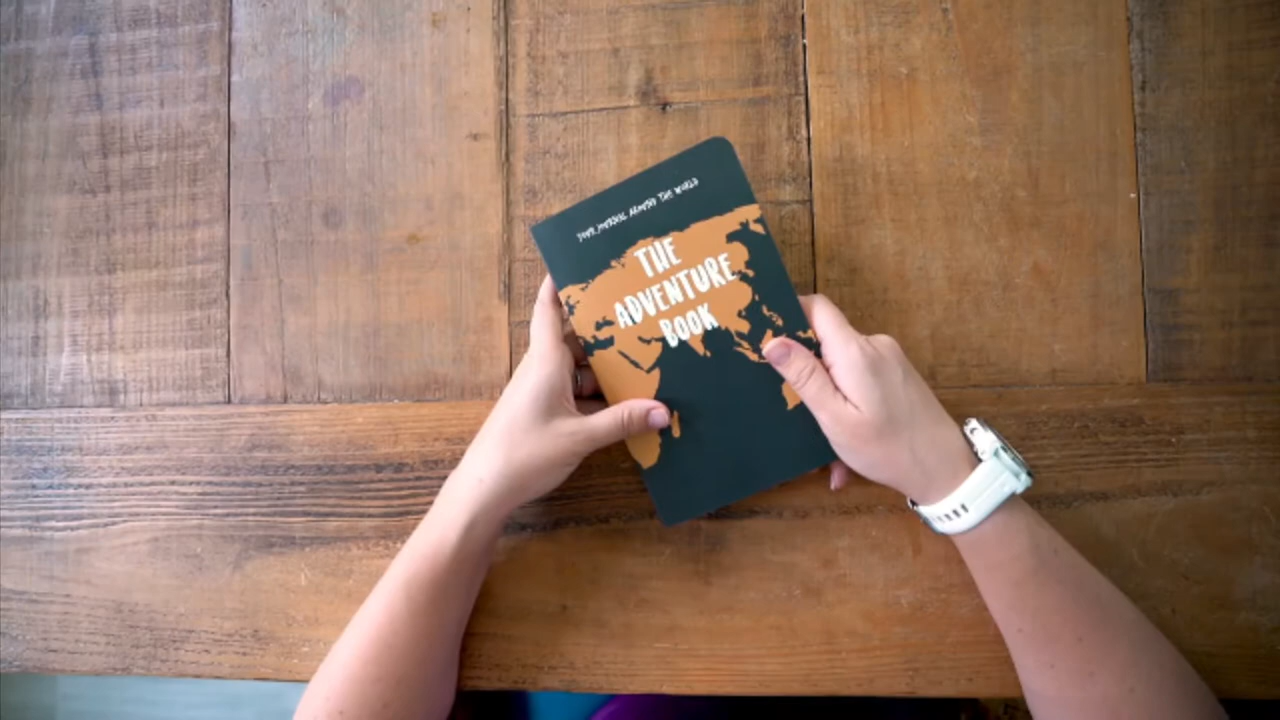 YOUR JOURNAL AROUND THE WORLD
THE
ADVENTURE
BOOK